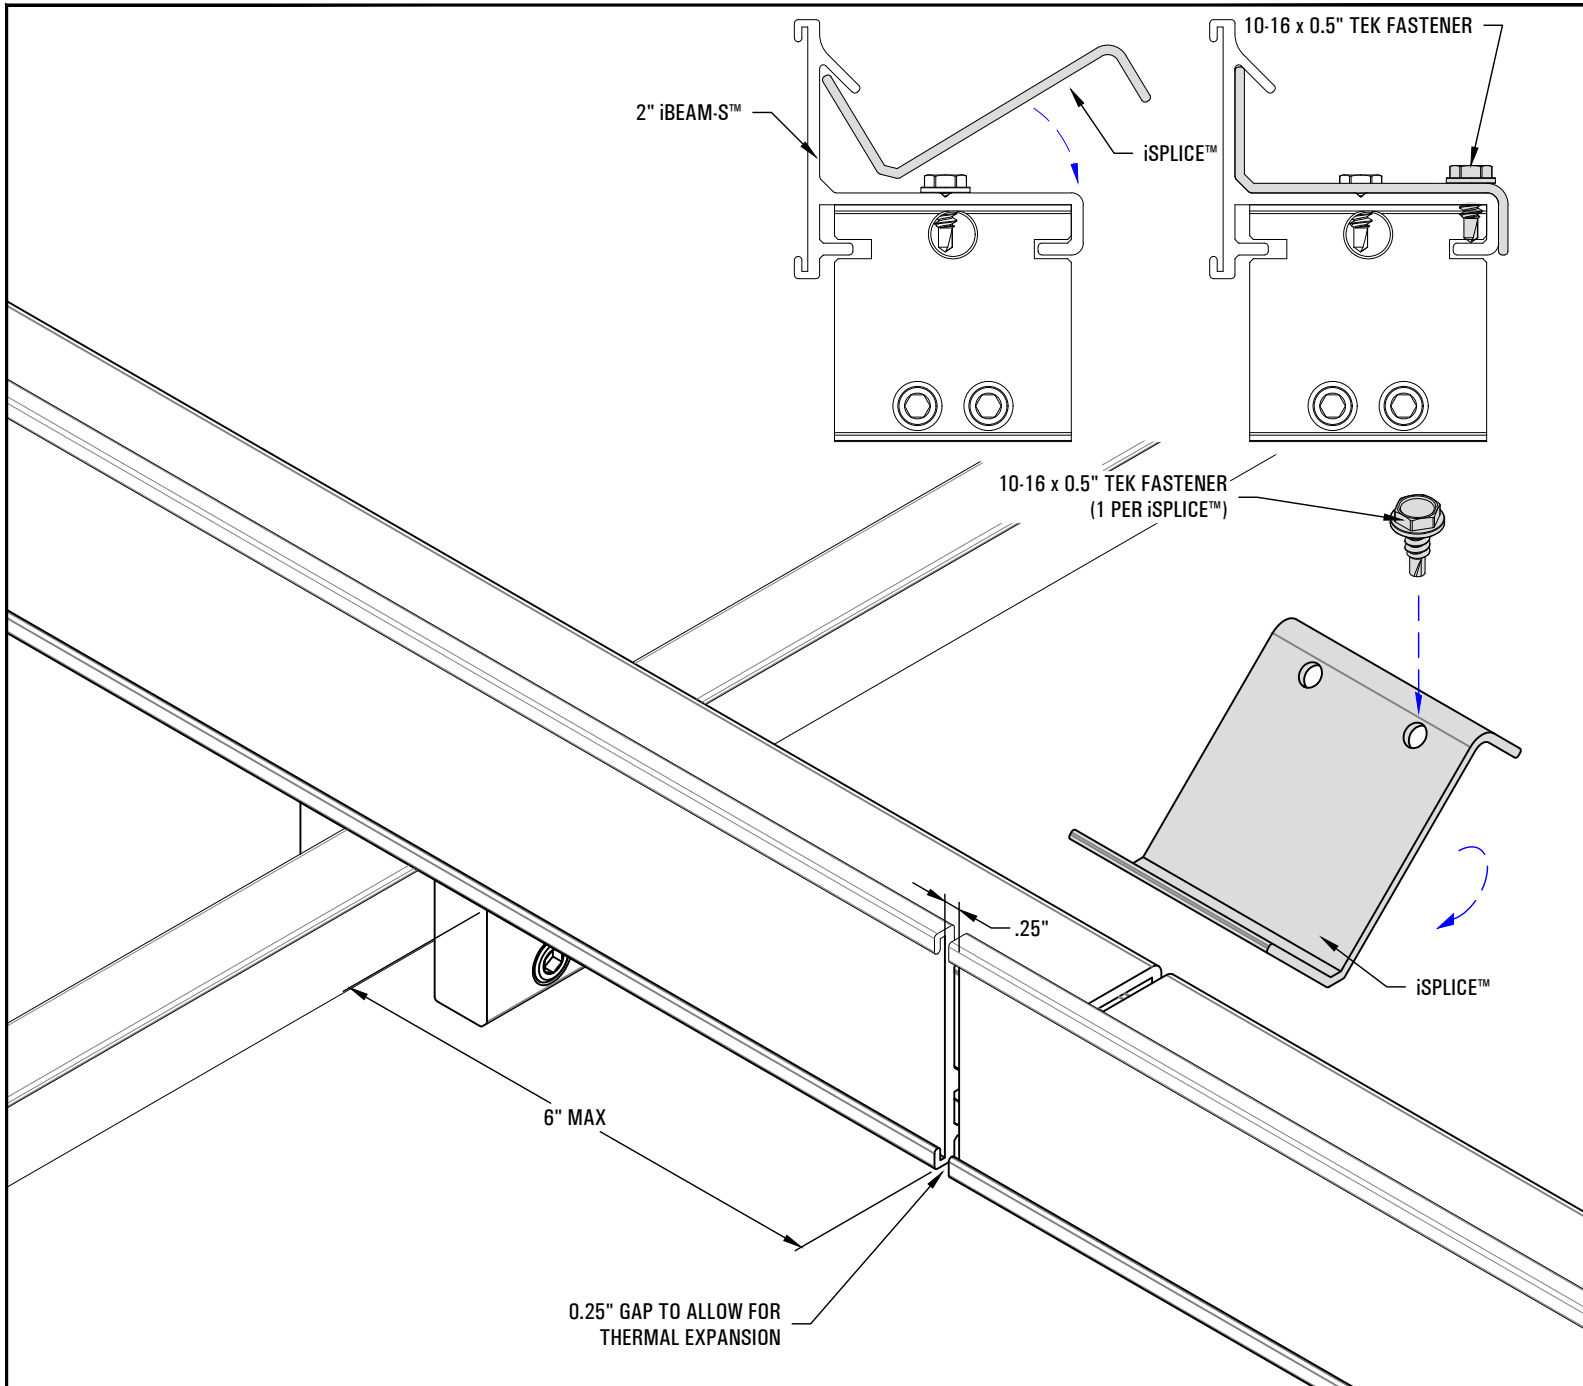 10-16 x 0.5" TEK FASTENER
2" iBEAM-S™
iSPLICE™
10-16 x 0.5" TEK FASTENER
(1 PER iSPLICE™)
.25"
iSPLICE™
6" MAX
0.25" GAP TO ALLOW FOR
THERMAL EXPANSION